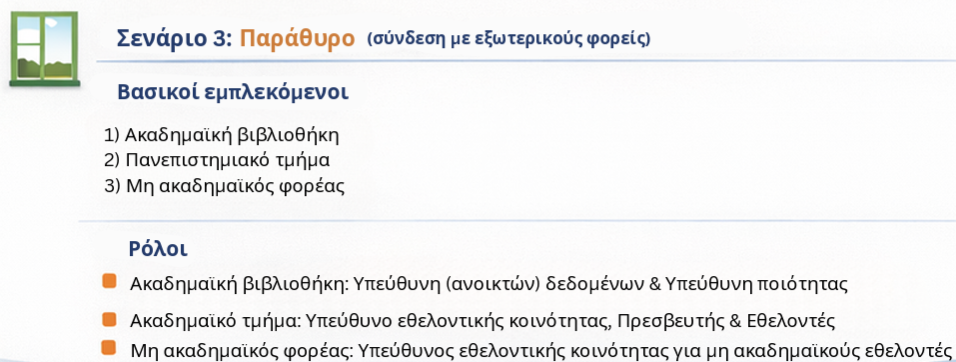 Σενάριο 3: Παράθυρο (σύνδεση με εξωτερικούς φορείς)
Βασικοί εμπλεκόμενοι
1) Ακαδημαϊκή βιβλιοθήκη
2) Πανεπιστημιακό τμήμα
3) Μη ακαδημαϊκός φορέας
Ρόλοι
Ακαδημαϊκή βιβλιοθήκη: Υπεύθυνη (ανοικτών) δεδομένων & Υπεύθυνη ποιότητας
Ακαδημαϊκό τμήμα: Υπεύθυνο εθελοντικής κοινότητας, Πρεσβευτής & Εθελοντές
Μη ακαδημαϊκός φορέας: Υπεύθυνος εθελοντικής κοινότητας για μη ακαδημαϊκούς εθελοντές